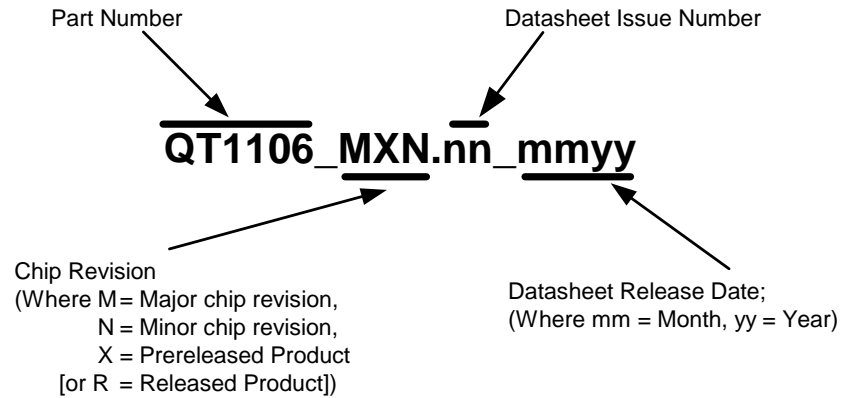 Part Number
Datasheet Issue Number
QT1106_MXN.nn_mmyy
Chip Revision
(Where M = Major chip revision,
N = Minor chip revision,
X = Prereleased Product
[or R = Released Product])
Datasheet Release Date;
(Where mm = Month, yy = Year)